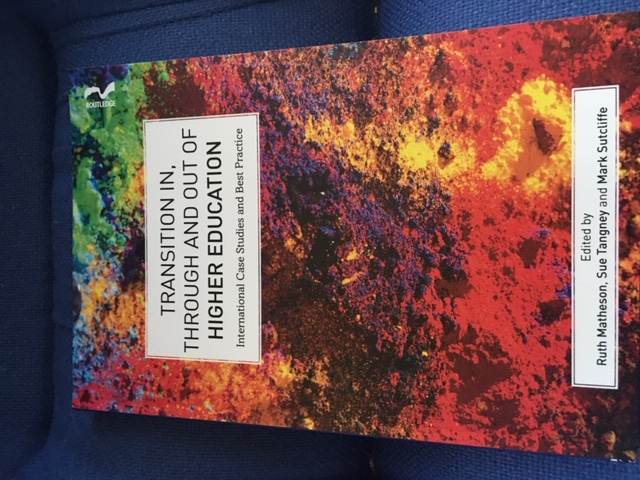 ROUTLEDGE
TRANSITION IN,
THROUGH AND OUT OF
HIGHER EDUCATION
International Case Studies and Best Practice
Edited by
Ruth Matheson, Sue Tangney and Mark Sutcliffe